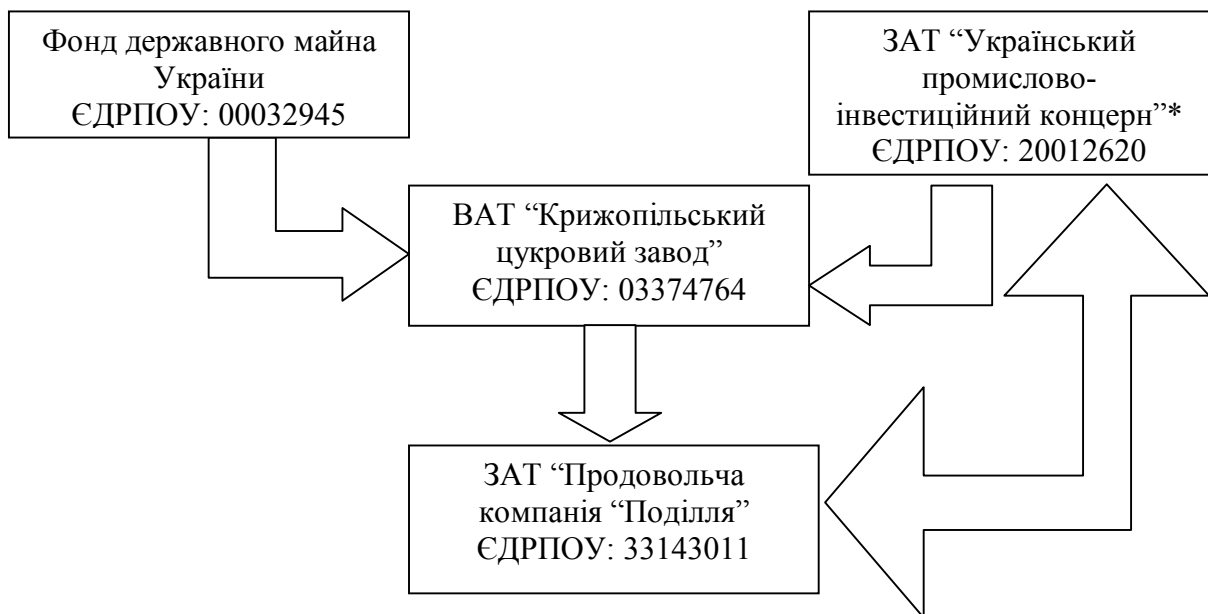 Фонд державного майна
України
ЄДРПОУ: 00032945
ЗАТ “Український
промислово-
інвестиційний концерн”*
ЄДРПОУ: 20012620
ВАТ “Крижопільський
цукровий завод”
ЄДРПОУ: 03374764
ЗАТ “Продовольча
компанія “Поділля”
ЄДРПОУ: 33143011